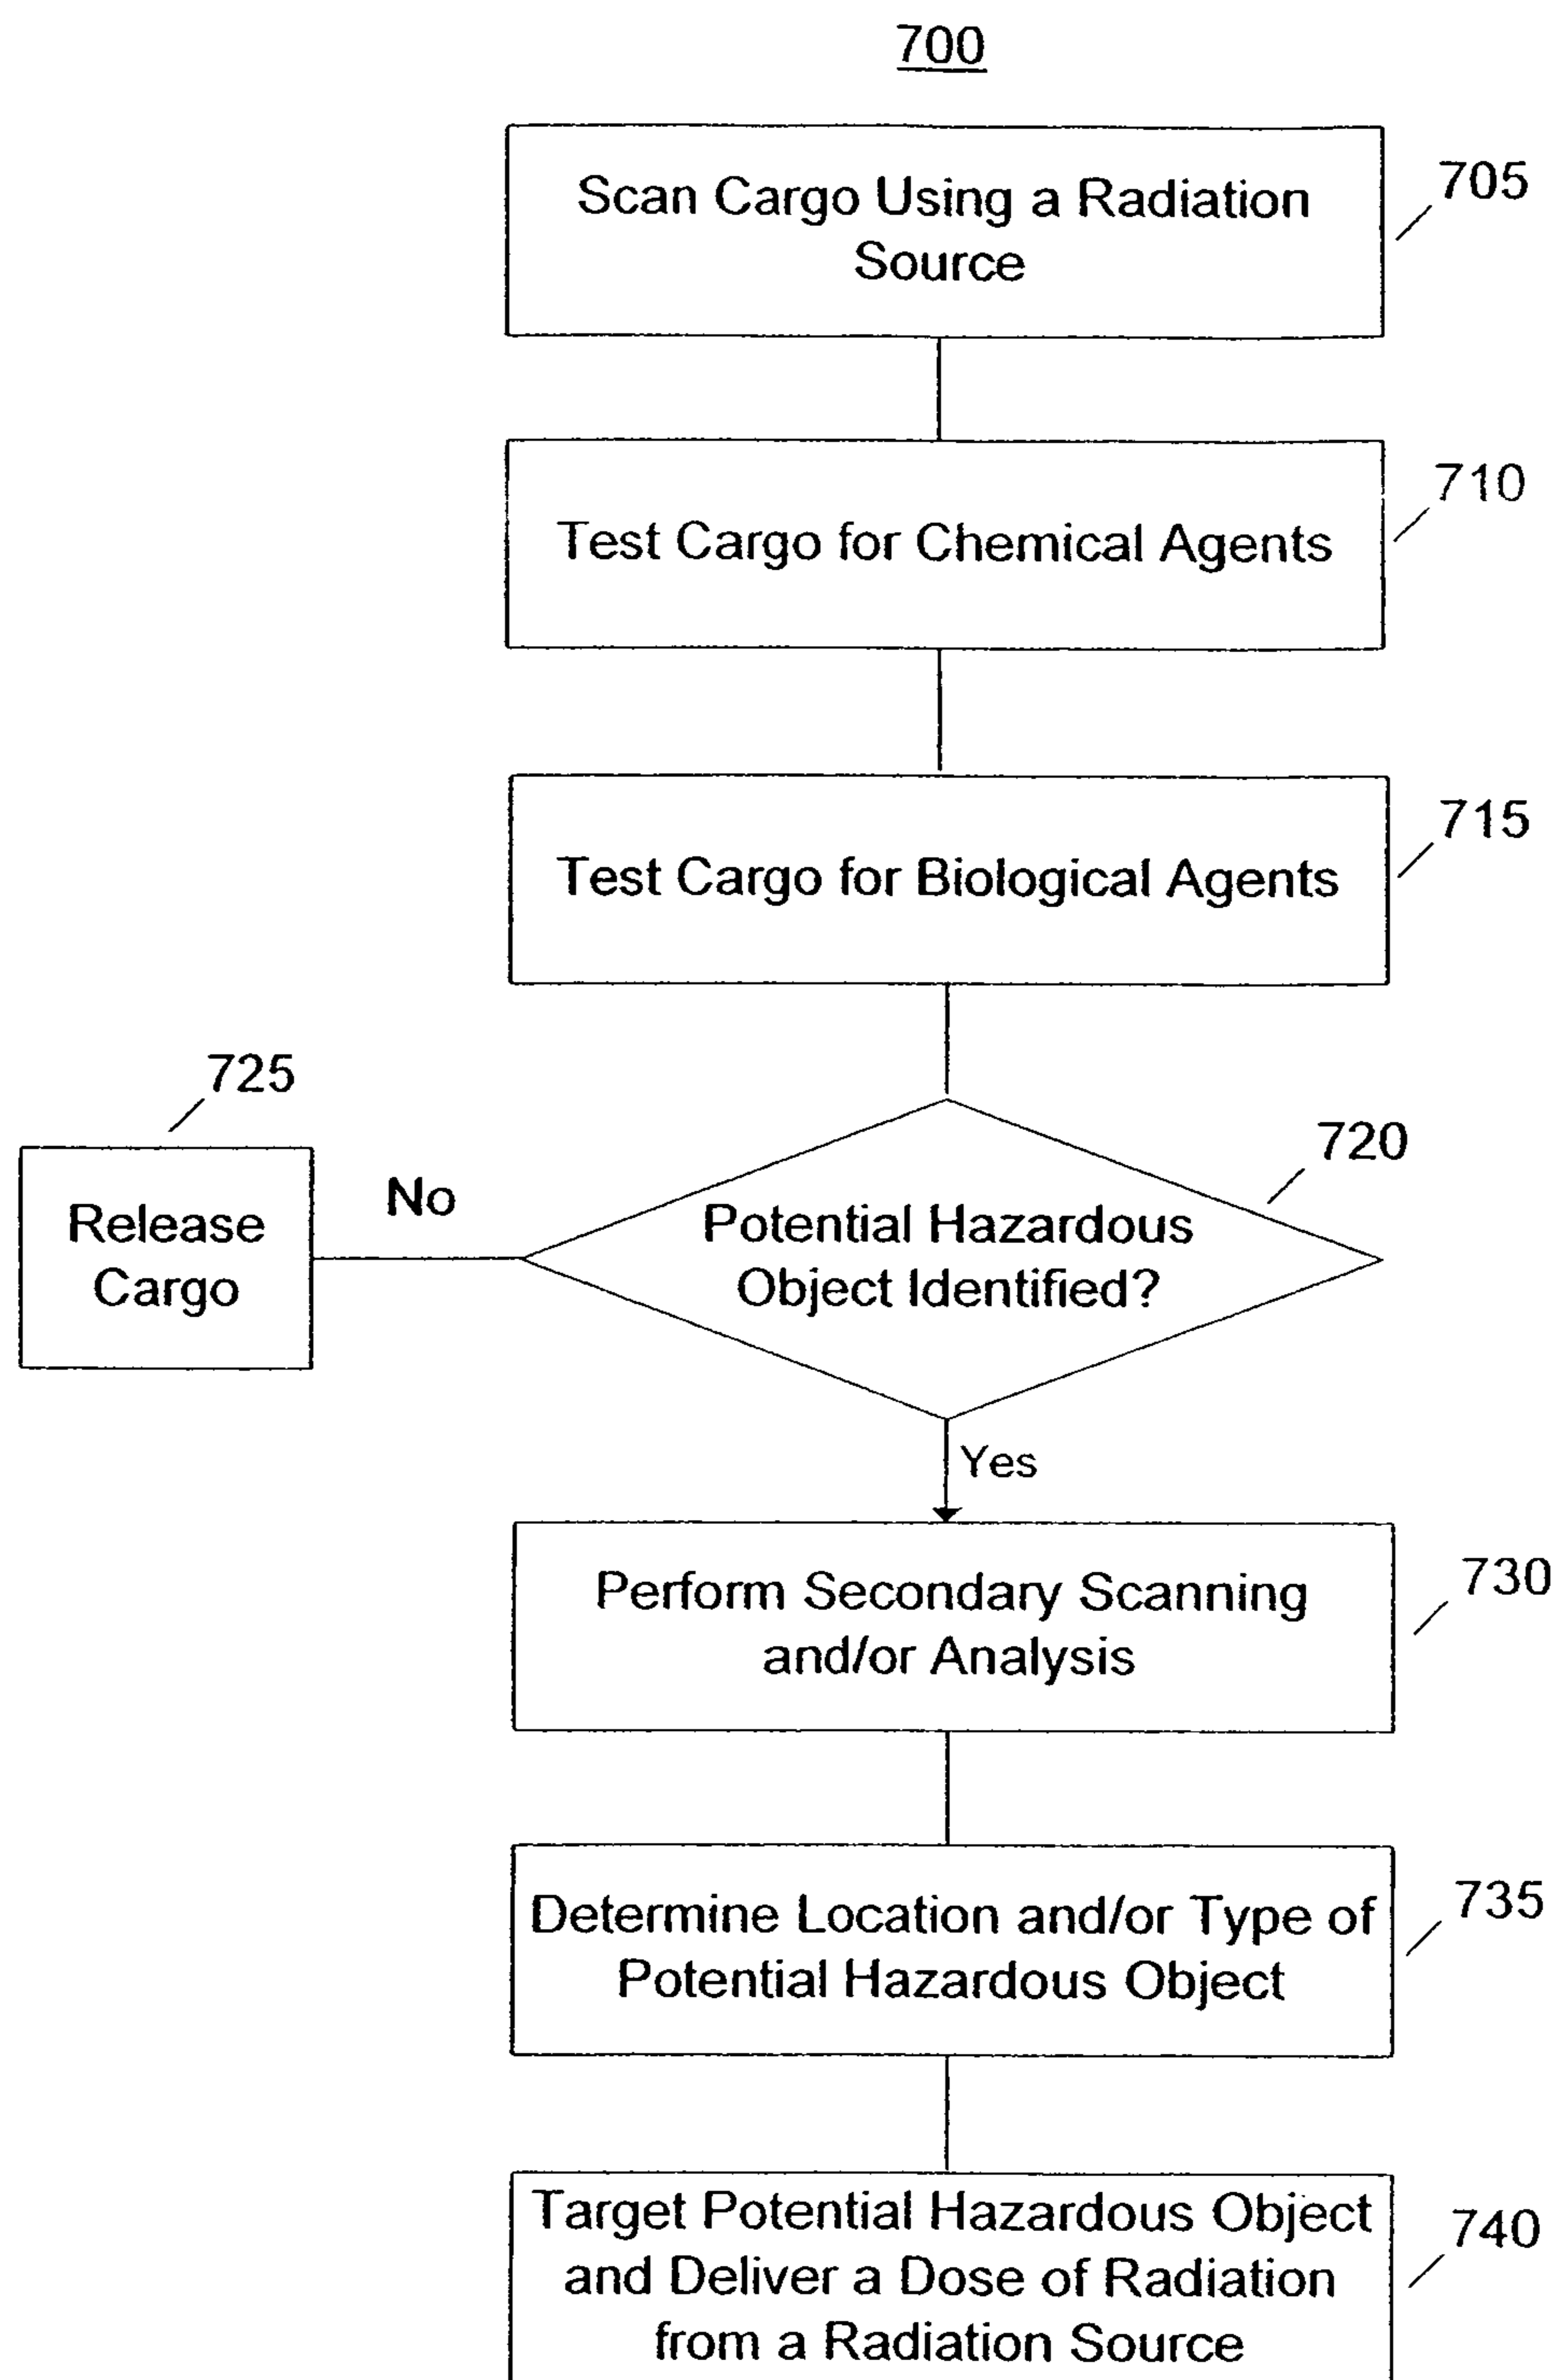 700
Scan Cargo Using a Radiation
Source
705
Test Cargo for Chemical Agents
710
Test Cargo for Biological Agents
715
725
Release
Cargo
No
720
Potential Hazardous
Object Identified?
Yes
Perform Secondary Scanning
and/or Analysis
730
Determine Location and/or Type of
Potential Hazardous Object
735
Target Potential Hazardous Object
and Deliver a Dose of Radiation
from a Radiation Source
740